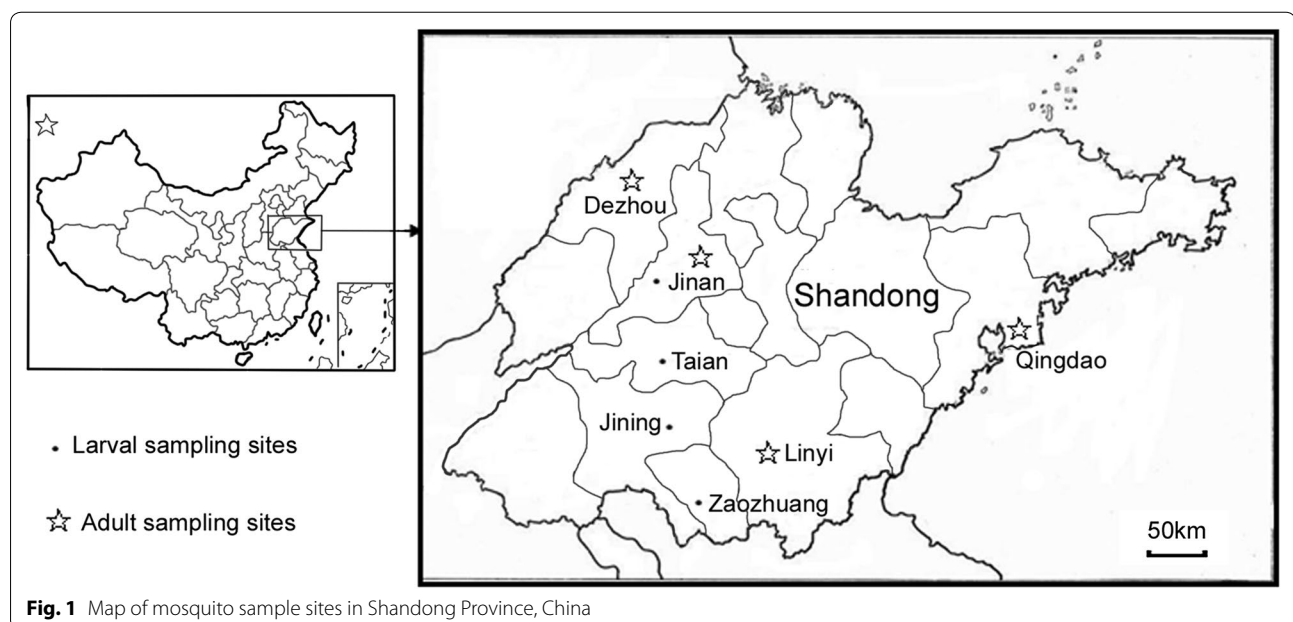 Dezhou
Jinan
Shandong
Taian
Qingdao
Jining
Linyi
Zaozhuang
50km
Larval sampling sites
Adult sampling sites
Fig. 1 Map of mosquito sample sites in Shandong Province, China